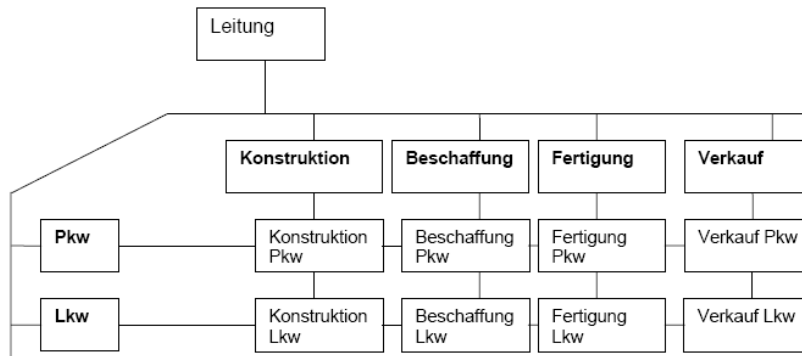 Leitung
Konstruktion
Beschaffung
Fertigung
Verkauf
Pkw
Konstruktion
Pkw
Beschaffung
Pkw
Fertigung
Pkw
Verkauf Pkw
Lkw
Konstruktion
Lkw
Beschaffung
Lkw
Fertigung
Lkw
Verkauf Lkw